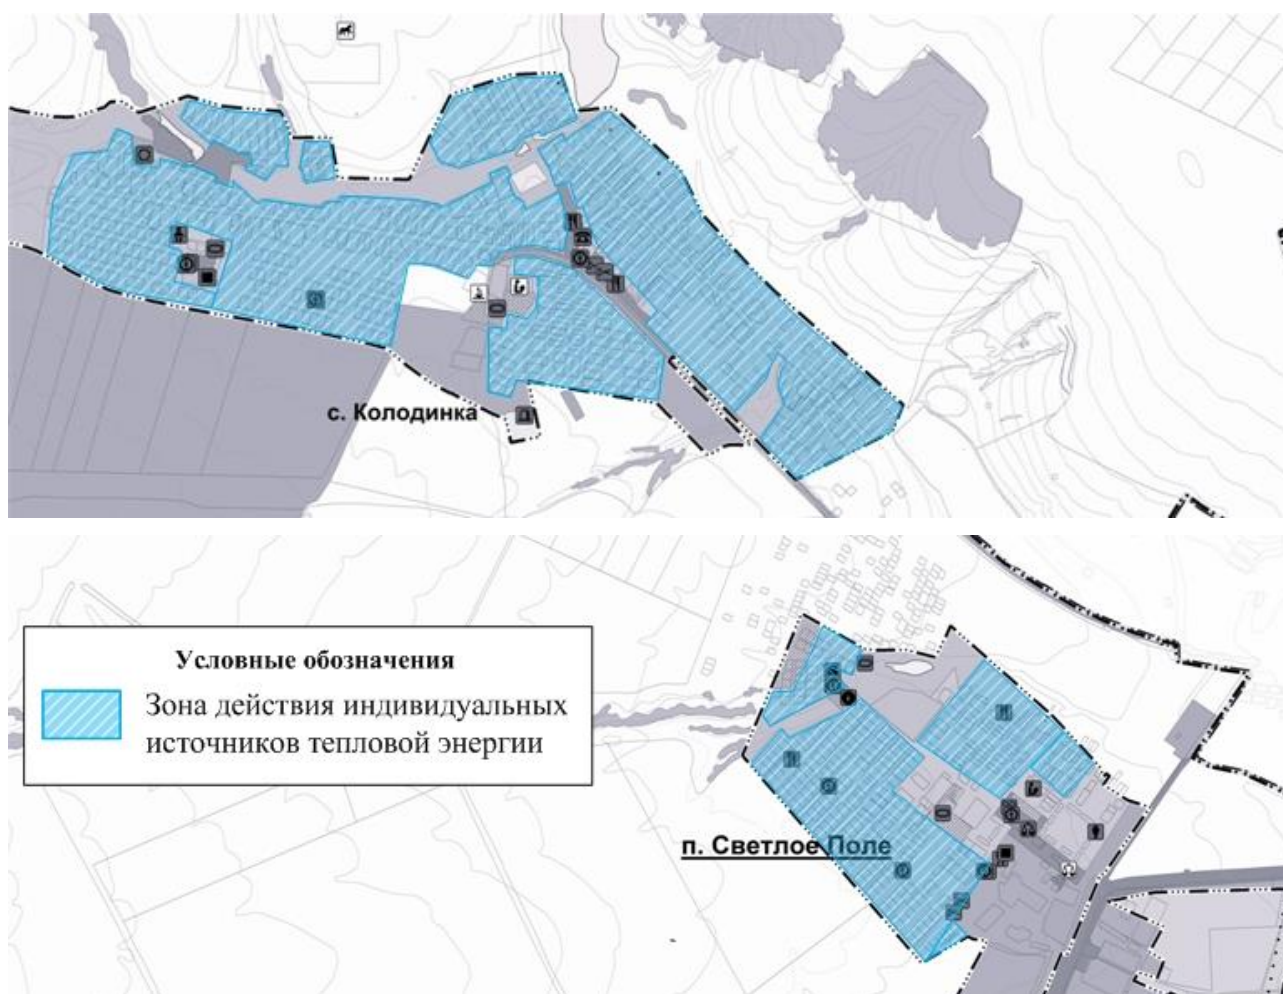 с. Колодинка
Условные обозначения
Зона действия индивидуальных
источников тепловой энергии
п. Светлое Поле